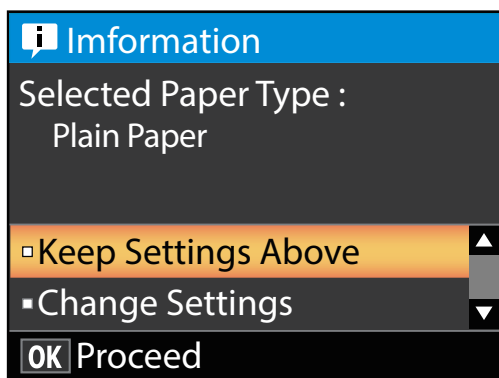 Imformation
Selected Paper Type :
Plain Paper
Keep Settings Above
Change Settings
OK Proceed